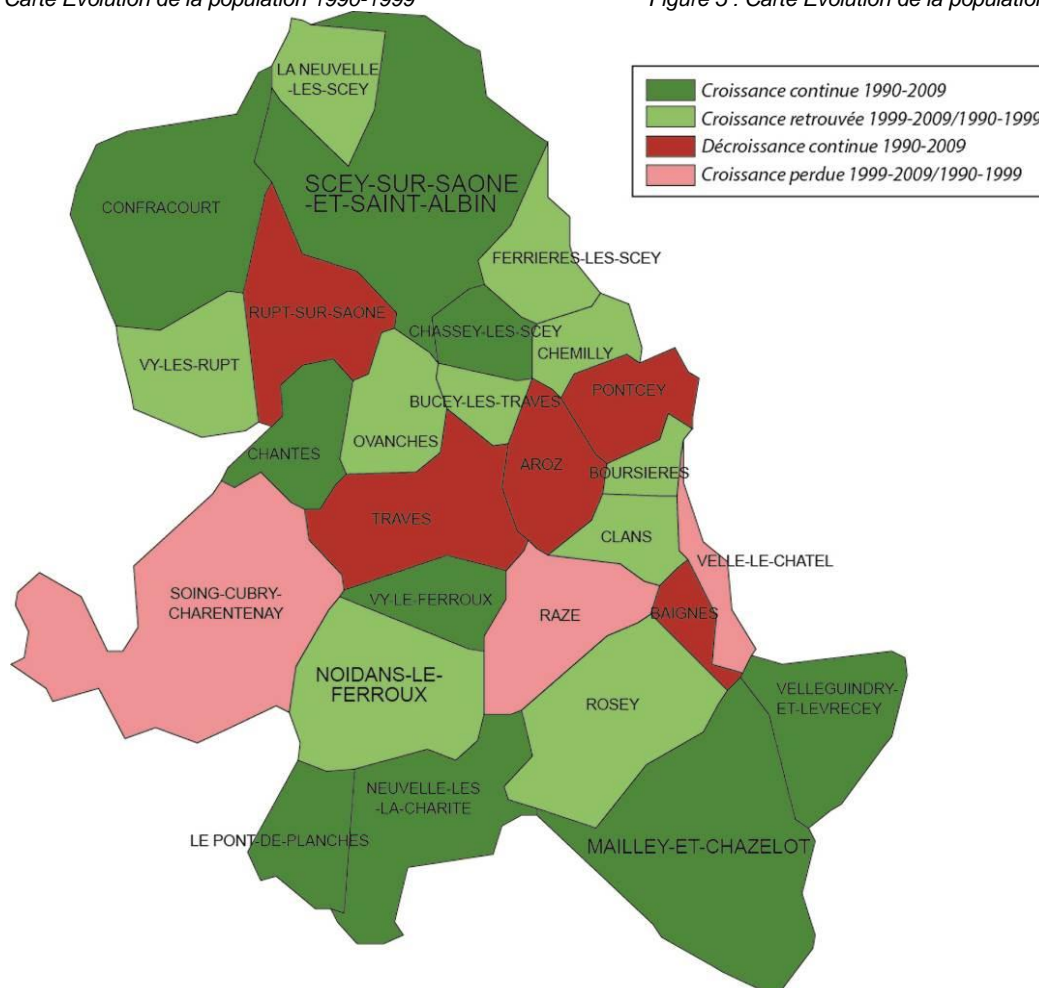 Carte Evolution de la population 1990-1999
Figure 5 : Carte Evolution de la population
LA NEUVELLE
-LES-SCEY
Croissance continue 1990-2009
Croissance retrouvée 1999-2009/1990-1999
Décroissance continue 1990-2009
Croissance perdue 1999-2009/1990-1999
SCEY-SUR-SAONE
-ET-SAINT-ALBIN
CONFRACOURT
FERRIERES-LES-SCEY
RUPT-SUR-SAONE
CHASSEY-LES-SCEY
CHEMILLY
VY-LES-RUPT
PONTCEY
BUCEY-LES-TRAVES
OVANCHES
CHANTES
AROZ
BOURSIERES
TRAVES
CLANS
VELLE-LE-CHATEL
SOING-CUBRY-
CHARENTENAY
VY-LE-FERROUX
RAZE
BAIGNES
NOIDANS-LE-
FERROUX
ROSEY
VELLEGUINDRY-
ET-LEVRECEY
NEUVELLE-LES
-LA-CHARITE
LE PONT-DE-PLANCHES
MAILLEY-ET-CHAZELOT